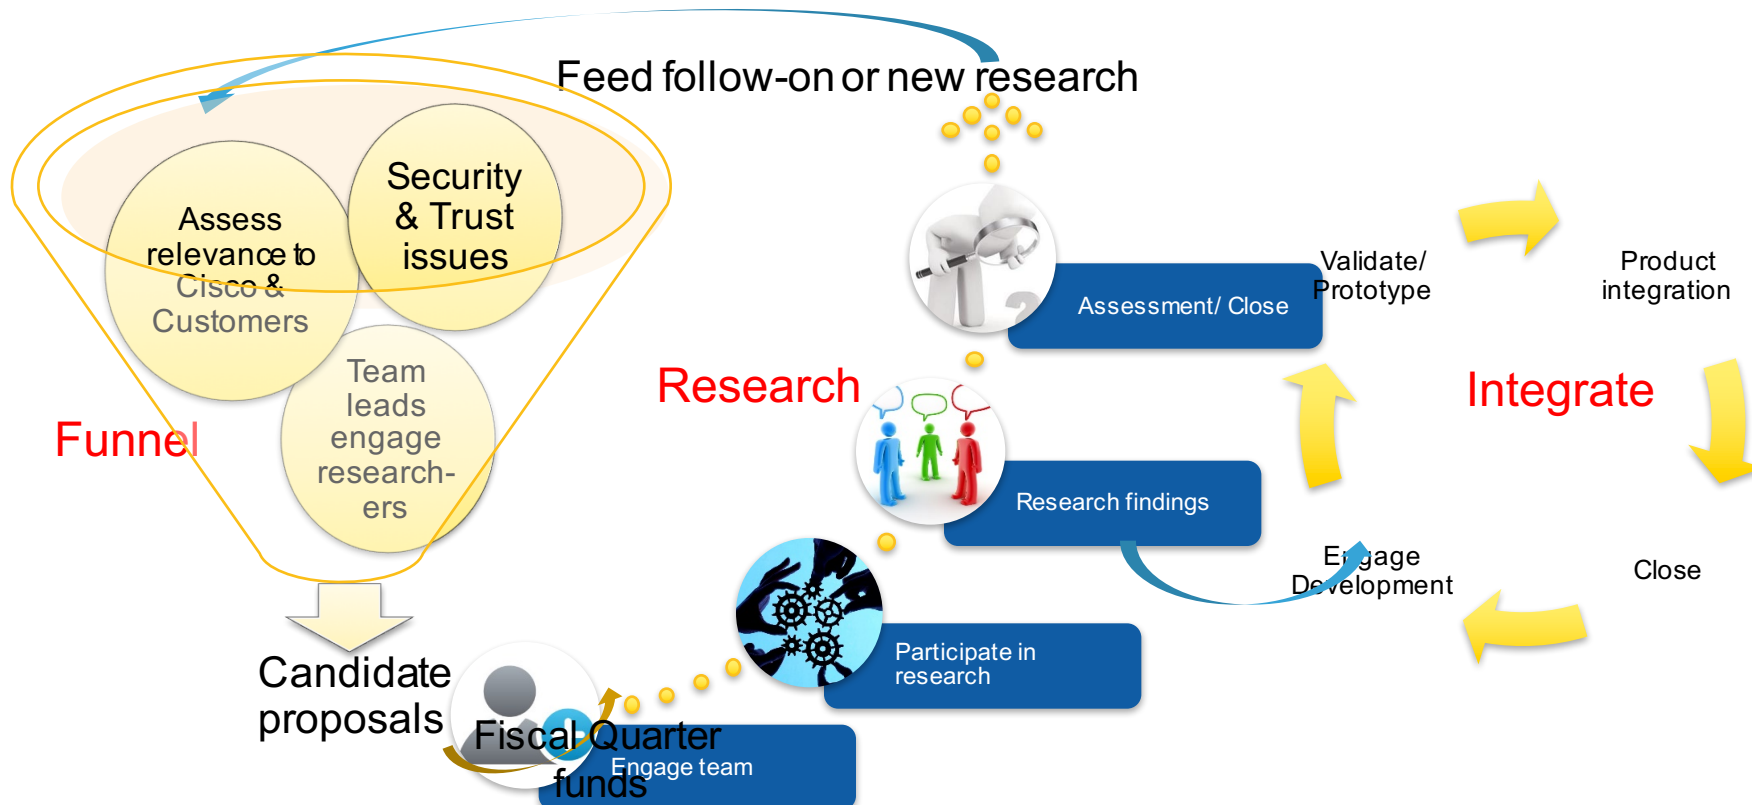 Feed follow-on or new research
Security
& Trust
issues
Assess
relevance to
Cisco &
Customers
Team
leads
engage
research-
ers
Funnel
Candidate
proposals
Fiscal Quarter
funds
Engage team
Participate in
research
Research findings
Assessment/ Close
Research
Validate/
Prototype
Product
integration
Integrate
Engage
Development
Close